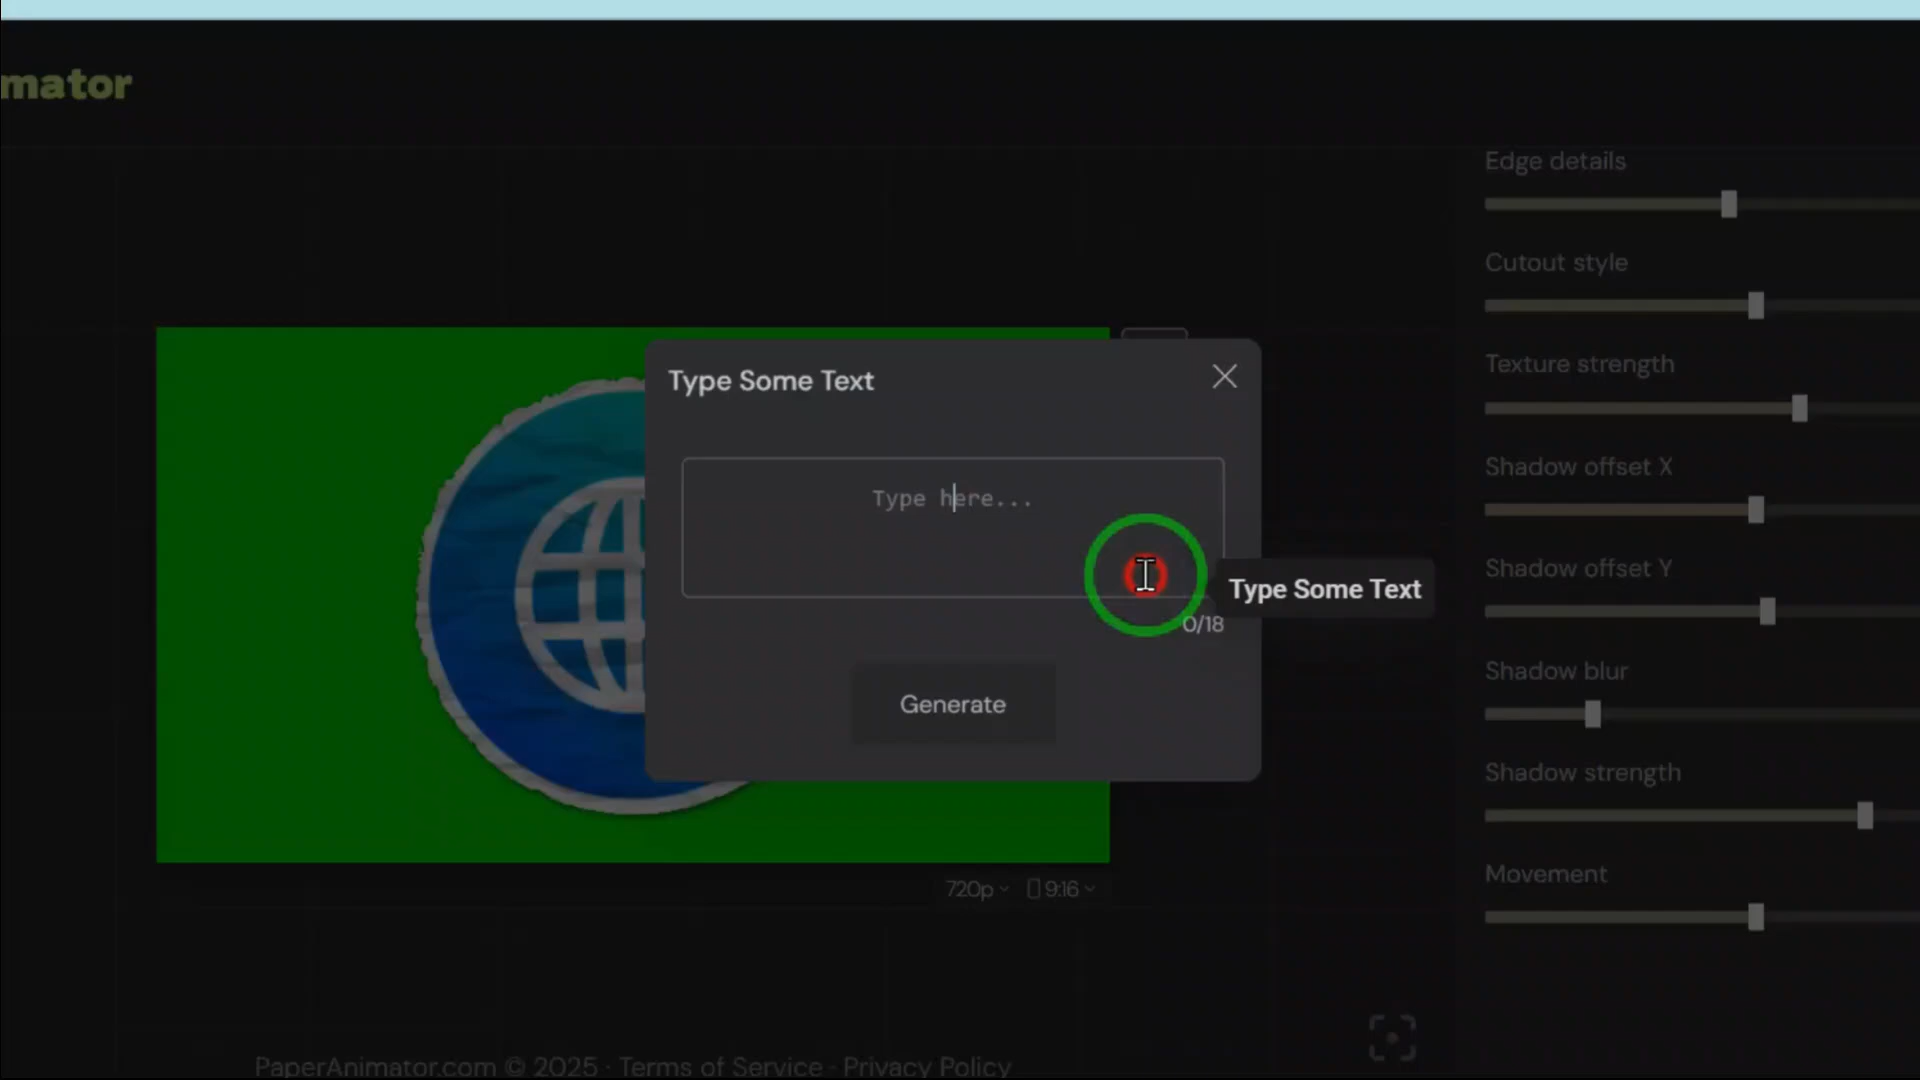 mator
Edge details
Cutout style
Type Some Text
Texture strength
Type here...
Shadow offset X
Shadow offset Y
Type Some Text
0/18
Shadow blur
Generate
Shadow strength
Movement
720p
9:16
PaperAnimator.com © 2025 · Terms of Service · Privacy Policy